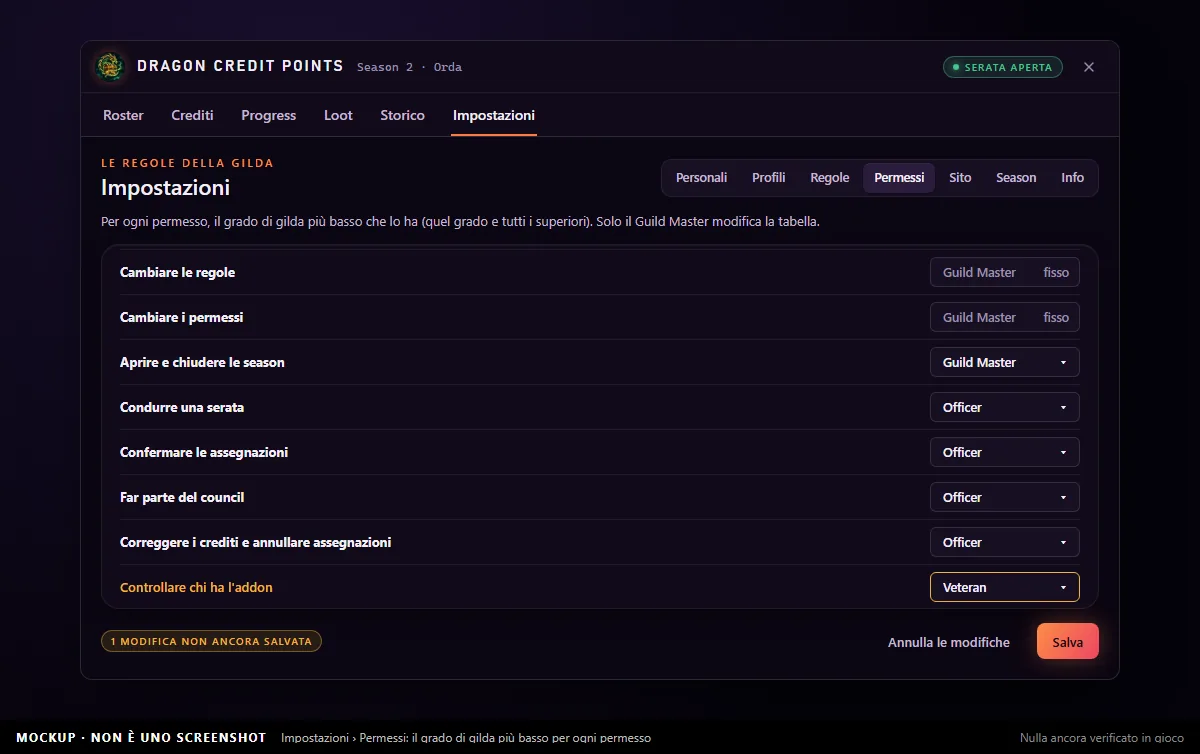 DRAGON CREDIT POINTS Season 2 · Orda SERATA APERTA
Roster Crediti Progress Loot Storico Impostazioni
LE REGOLE DELLA GILDA
Impostazioni
Personali Profili Regole Permessi Sito Season Info
Per ogni permesso, il grado di gilda più basso che lo ha (quel grado e tutti i superiori). Solo il Guild Master modifica la tabella.
Cambiare le regole Guild Master fisso
Cambiare i permessi Guild Master fisso
Aprire e chiudere le season Guild Master
Condurre una serata Officer
Confermare le assegnazioni Officer
Far parte del council Officer
Correggere i crediti e annullare assegnazioni Officer
Controllare chi ha l'addon Veteran
1 MODIFICA NON ANCORA SALVATA Annulla le modifiche Salva
MOCKUP · NON È UNO SCREENSHOT Impostazioni › Permessi: il grado di gilda più basso per ogni permesso Nulla ancora verificato in gioco